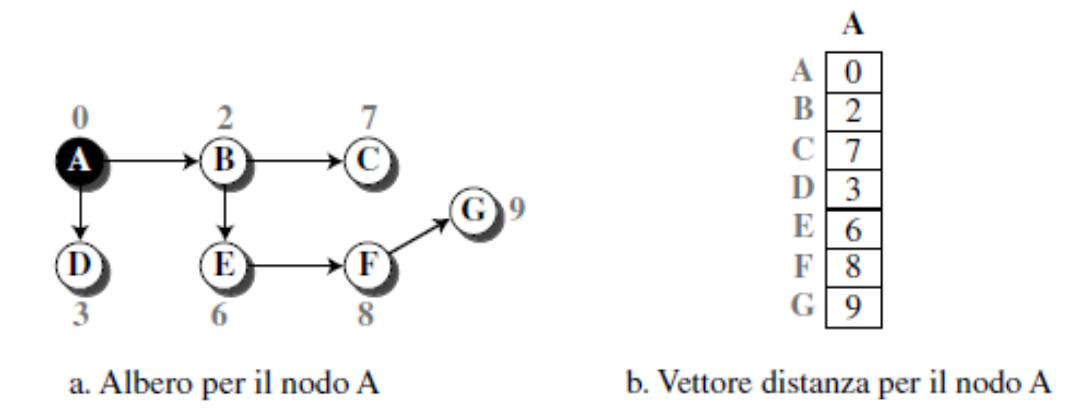 A
0 2 7
A 0
A B C
B 2
C 7
G 9
D 3
D E F
E 6
F 8
3 6 8
G 9
a. Albero per il nodo A
b. Vettore distanza per il nodo A